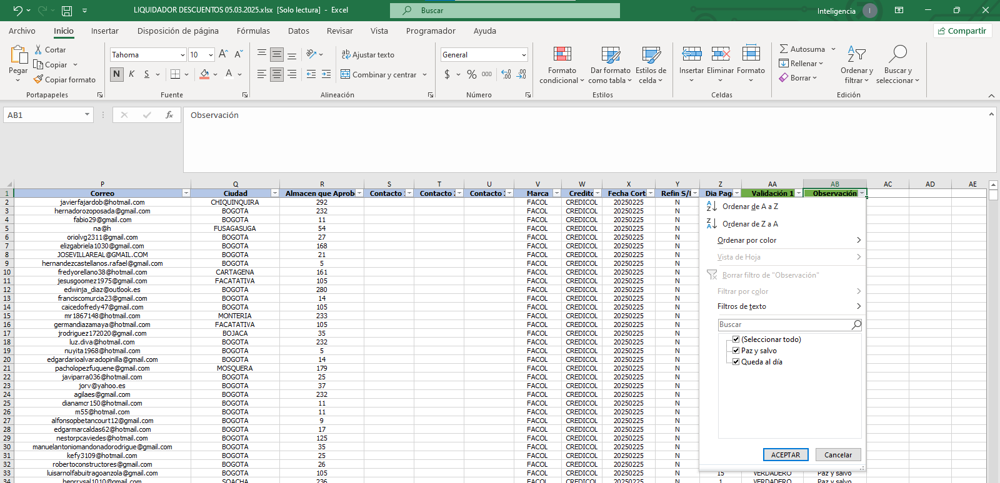 LIQUIDADOR DESCUENTOS 05.03.2025.xlsx [Solo lectura] - Excel
Buscar
Inteligencia I
Archivo Inicio Insertar Disposición de página Fórmulas Datos Revisar Vista Programador Ayuda Compartir
Pegar
Cortar
Copiar
Copiar formato
Portapapeles
Tahoma 10
N K S
Fuente
Ajustar texto
Combinar y centrar
Alineación
General
$ % 000
Número
Formato condicional
Dar formato como tabla
Estilos de celda
Estilos
Insertar Eliminar Formato
Celdas
Autosuma
Rellenar
Borrar
Ordenar y filtrar
Buscar y seleccionar
Edición
AB1 fx Observación
P Q R S T U V W X Y Z AA AB AC AD AE
1 Correo Ciudad Almacen que Aprob Contacto Contacto Contacto Marca Credito Fecha Cort Refin S/ Dia Pag Validación 1 Observación
2 javierfajardob@hotmail.com CHIQUINQUIRA 292 FACOL CREDICOL 20250225 N
3 hernadorozoposada@gmail.com BOGOTA 232 FACOL CREDICOL 20250225 N
4 fabio29@gmail.com BOGOTA 11 FACOL CREDICOL 20250225 N
5 na@h FUSAGASUGA 54 FACOL CREDICOL 20250225 N
6 oriolvg2311@gmail.com BOGOTA 27 FACOL CREDICOL 20250225 N
7 elizgabriela1030@gmail.com BOGOTA 168 FACOL CREDICOL 20250225 N
8 JOSEVILLAREAL@GMAIL.COM BOGOTA 21 FACOL CREDICOL 20250225 N
9 hernandezcastellanos.rafael@gmail.com BOGOTA 5 FACOL CREDICOL 20250225 N
10 fredyorellano38@hotmail.com CARTAGENA 161 FACOL CREDICOL 20250225 N
11 jesusgoomez1975@gmail.com FACATATIVA 105 FACOL CREDICOL 20250225 N
12 edwinja_diaz@outlook.es BOGOTA 280 FACOL CREDICOL 20250225 N
13 franciscomurcia23@gmail.com BOGOTA 14 FACOL CREDICOL 20250225 N
14 caicedofredy47@gmail.com BOGOTA 105 FACOL CREDICOL 20250225 N
15 mr1867148@hotmail.com MONTERIA 233 FACOL CREDICOL 20250225 N
16 germandiazamaya@hotmail.com FACATATIVA 105 FACOL CREDICOL 20250225 N
17 jrodriguez172020@gmail.com BOJACA 35 FACOL CREDICOL 20250225 N
18 luz.diva@hotmail.com BOGOTA 232 FACOL CREDICOL 20250225 N
19 nuyita1968@hotmail.com BOGOTA 5 FACOL CREDICOL 20250225 N
20 edgardarioalvaradopinilla@gmail.com BOGOTA 14 FACOL CREDICOL 20250225 N
21 pacholopezfuquene@gmail.com MOSQUERA 179 FACOL CREDICOL 20250225 N
22 javiparra036@hotmail.com BOGOTA 25 FACOL CREDICOL 20250225 N
23 jorv@yahoo.es BOGOTA 37 FACOL CREDICOL 20250225 N
24 agilaes@gmail.com BOGOTA 232 FACOL CREDICOL 20250225 N
25 dianamcr150@hotmail.com BOGOTA 11 FACOL CREDICOL 20250225 N
26 m55@hotmail.com BOGOTA 11 FACOL CREDICOL 20250225 N
27 alfonsopbetancourt12@gmail.com BOGOTA 9 FACOL CREDICOL 20250225 N
28 edgarmarcaldas62@hotmail.com BOGOTA 17 FACOL CREDICOL 20250225 N
29 nestorpcaviedes@hotmail.com BOGOTA 125 FACOL CREDICOL 20250225 N
30 manuelantoniomandonadorodrigue@gmail.com BOGOTA 35 FACOL CREDICOL 20250225 N
31 kefy3109@hotmail.com BOGOTA 25 FACOL CREDICOL 20250225 N
32 robertoconstructores@gmail.com BOGOTA 26 FACOL CREDICOL 20250225 N
33 luisarnolfabuitragoanzola@gmail.com BOGOTA 105 FACOL CREDICOL 20250225 N 15 VERDADERO Paz y salvo
34 henrrysal1010@gmail.com SOACHA 236 FACOL CREDICOL 20250225 N 1 VERDADERO Paz y salvo
Ordenar de A a Z
Ordenar de Z a A
Ordenar por color
Vista de Hoja
Borrar filtro de "Observación"
Filtrar por color
Filtros de texto
Buscar
(Seleccionar todo)
Paz y salvo
Queda al día
ACEPTAR Cancelar